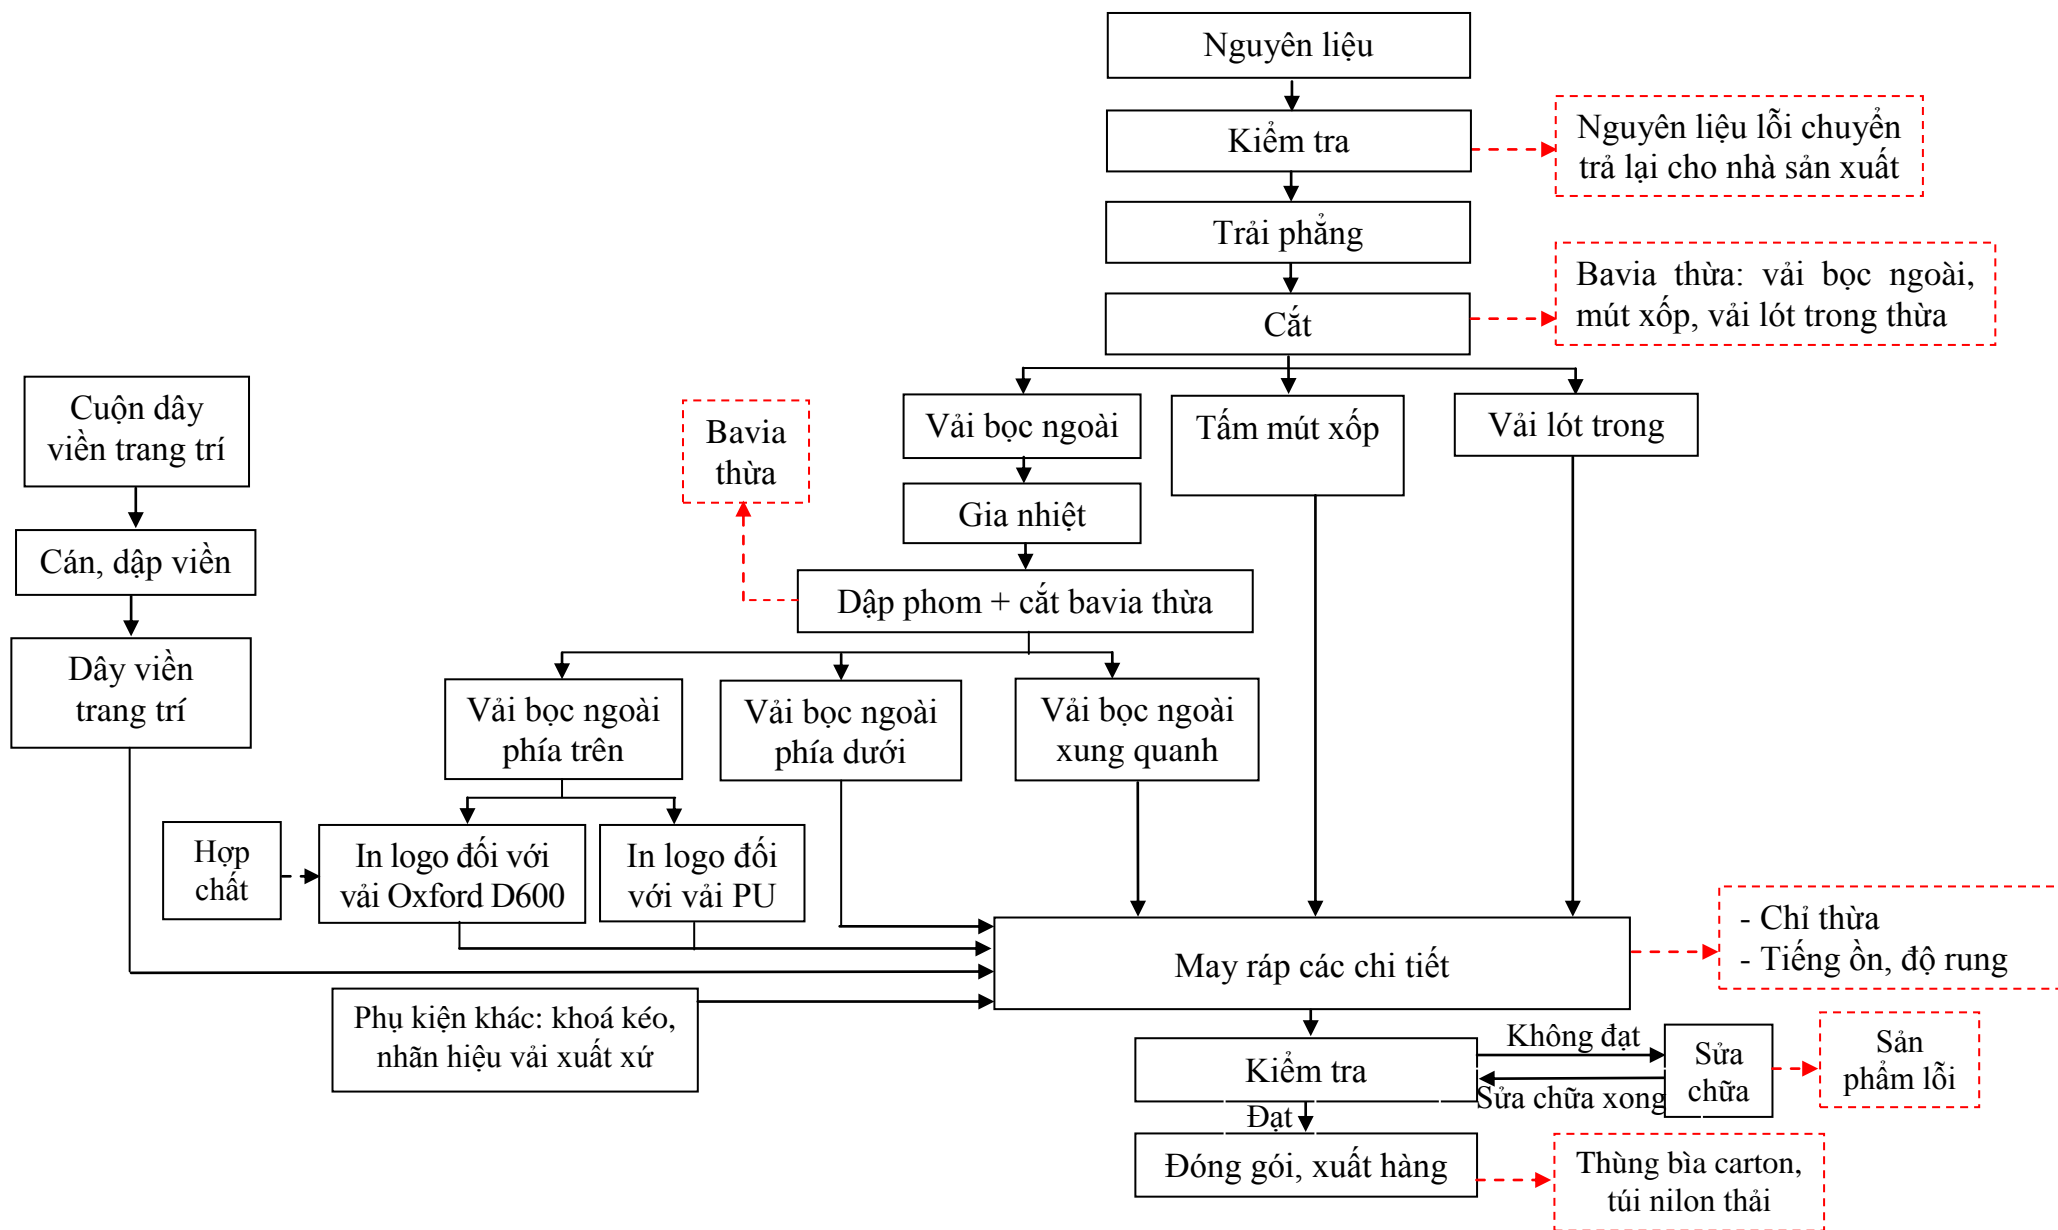 Nguyên liệu
Kiểm tra
Nguyên liệu lỗi chuyển
trả lại cho nhà sản xuất
Trải phẳng
Cắt
Bavia thừa: vải bọc ngoài,
mút xốp, vải lót trong thừa
Cuộn dây
viền trang trí
Bavia
thừa
Vải bọc ngoài
Tấm mút xốp
Vải lót trong
Gia nhiệt
Cán, dập viền
Dập phom + cắt bavia thừa
Dây viền
trang trí
Vải bọc ngoài
phía trên
Vải bọc ngoài
phía dưới
Vải bọc ngoài
xung quanh
Hợp
chất
In logo đối với
vải Oxford D600
In logo đối
với vải PU
May ráp các chi tiết
- Chỉ thừa
- Tiếng ồn, độ rung
Phụ kiện khác: khoá kéo,
nhãn hiệu vải xuất xứ
Kiểm tra
Không đạt
Sửa chữa xong
Sửa
chữa
Sản
phẩm lỗi
Đạt
Đóng gói, xuất hàng
Thùng bìa carton,
túi nilon thải